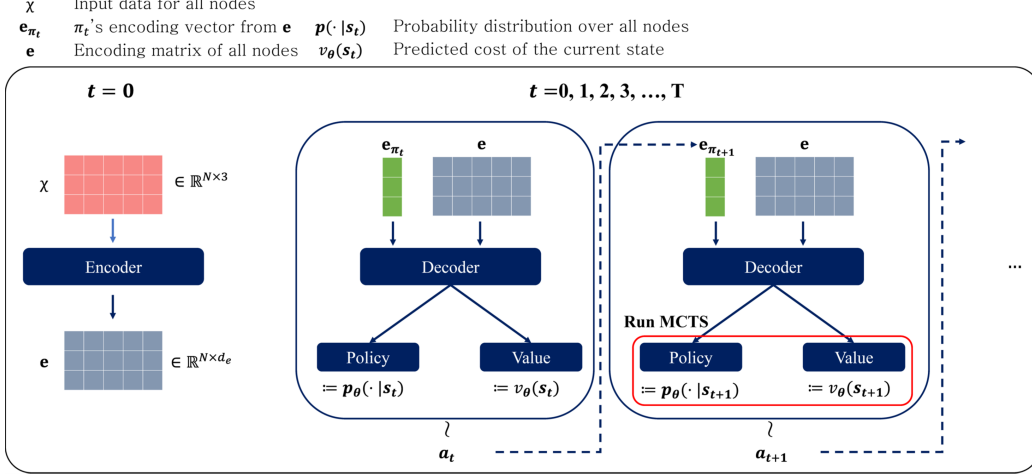 χ Input data for all nodes
e_{π_t} π_t's encoding vector from e p(· |s_t) Probability distribution over all nodes
e Encoding matrix of all nodes v_θ(s_t) Predicted cost of the current state
t = 0
t =0, 1, 2, 3, …, T
e_{π_t} e
e_{π_{t+1}} e
χ ∈ ℝ^{N×3}
Encoder
Decoder
Decoder
…
Run MCTS
e ∈ ℝ^{N×d_e}
Policy
Value
Policy
Value
:= p_θ(· |s_t)
:= v_θ(s_t)
:= p_θ(· |s_{t+1})
:= v_θ(s_{t+1})
~
~
a_t
a_{t+1}